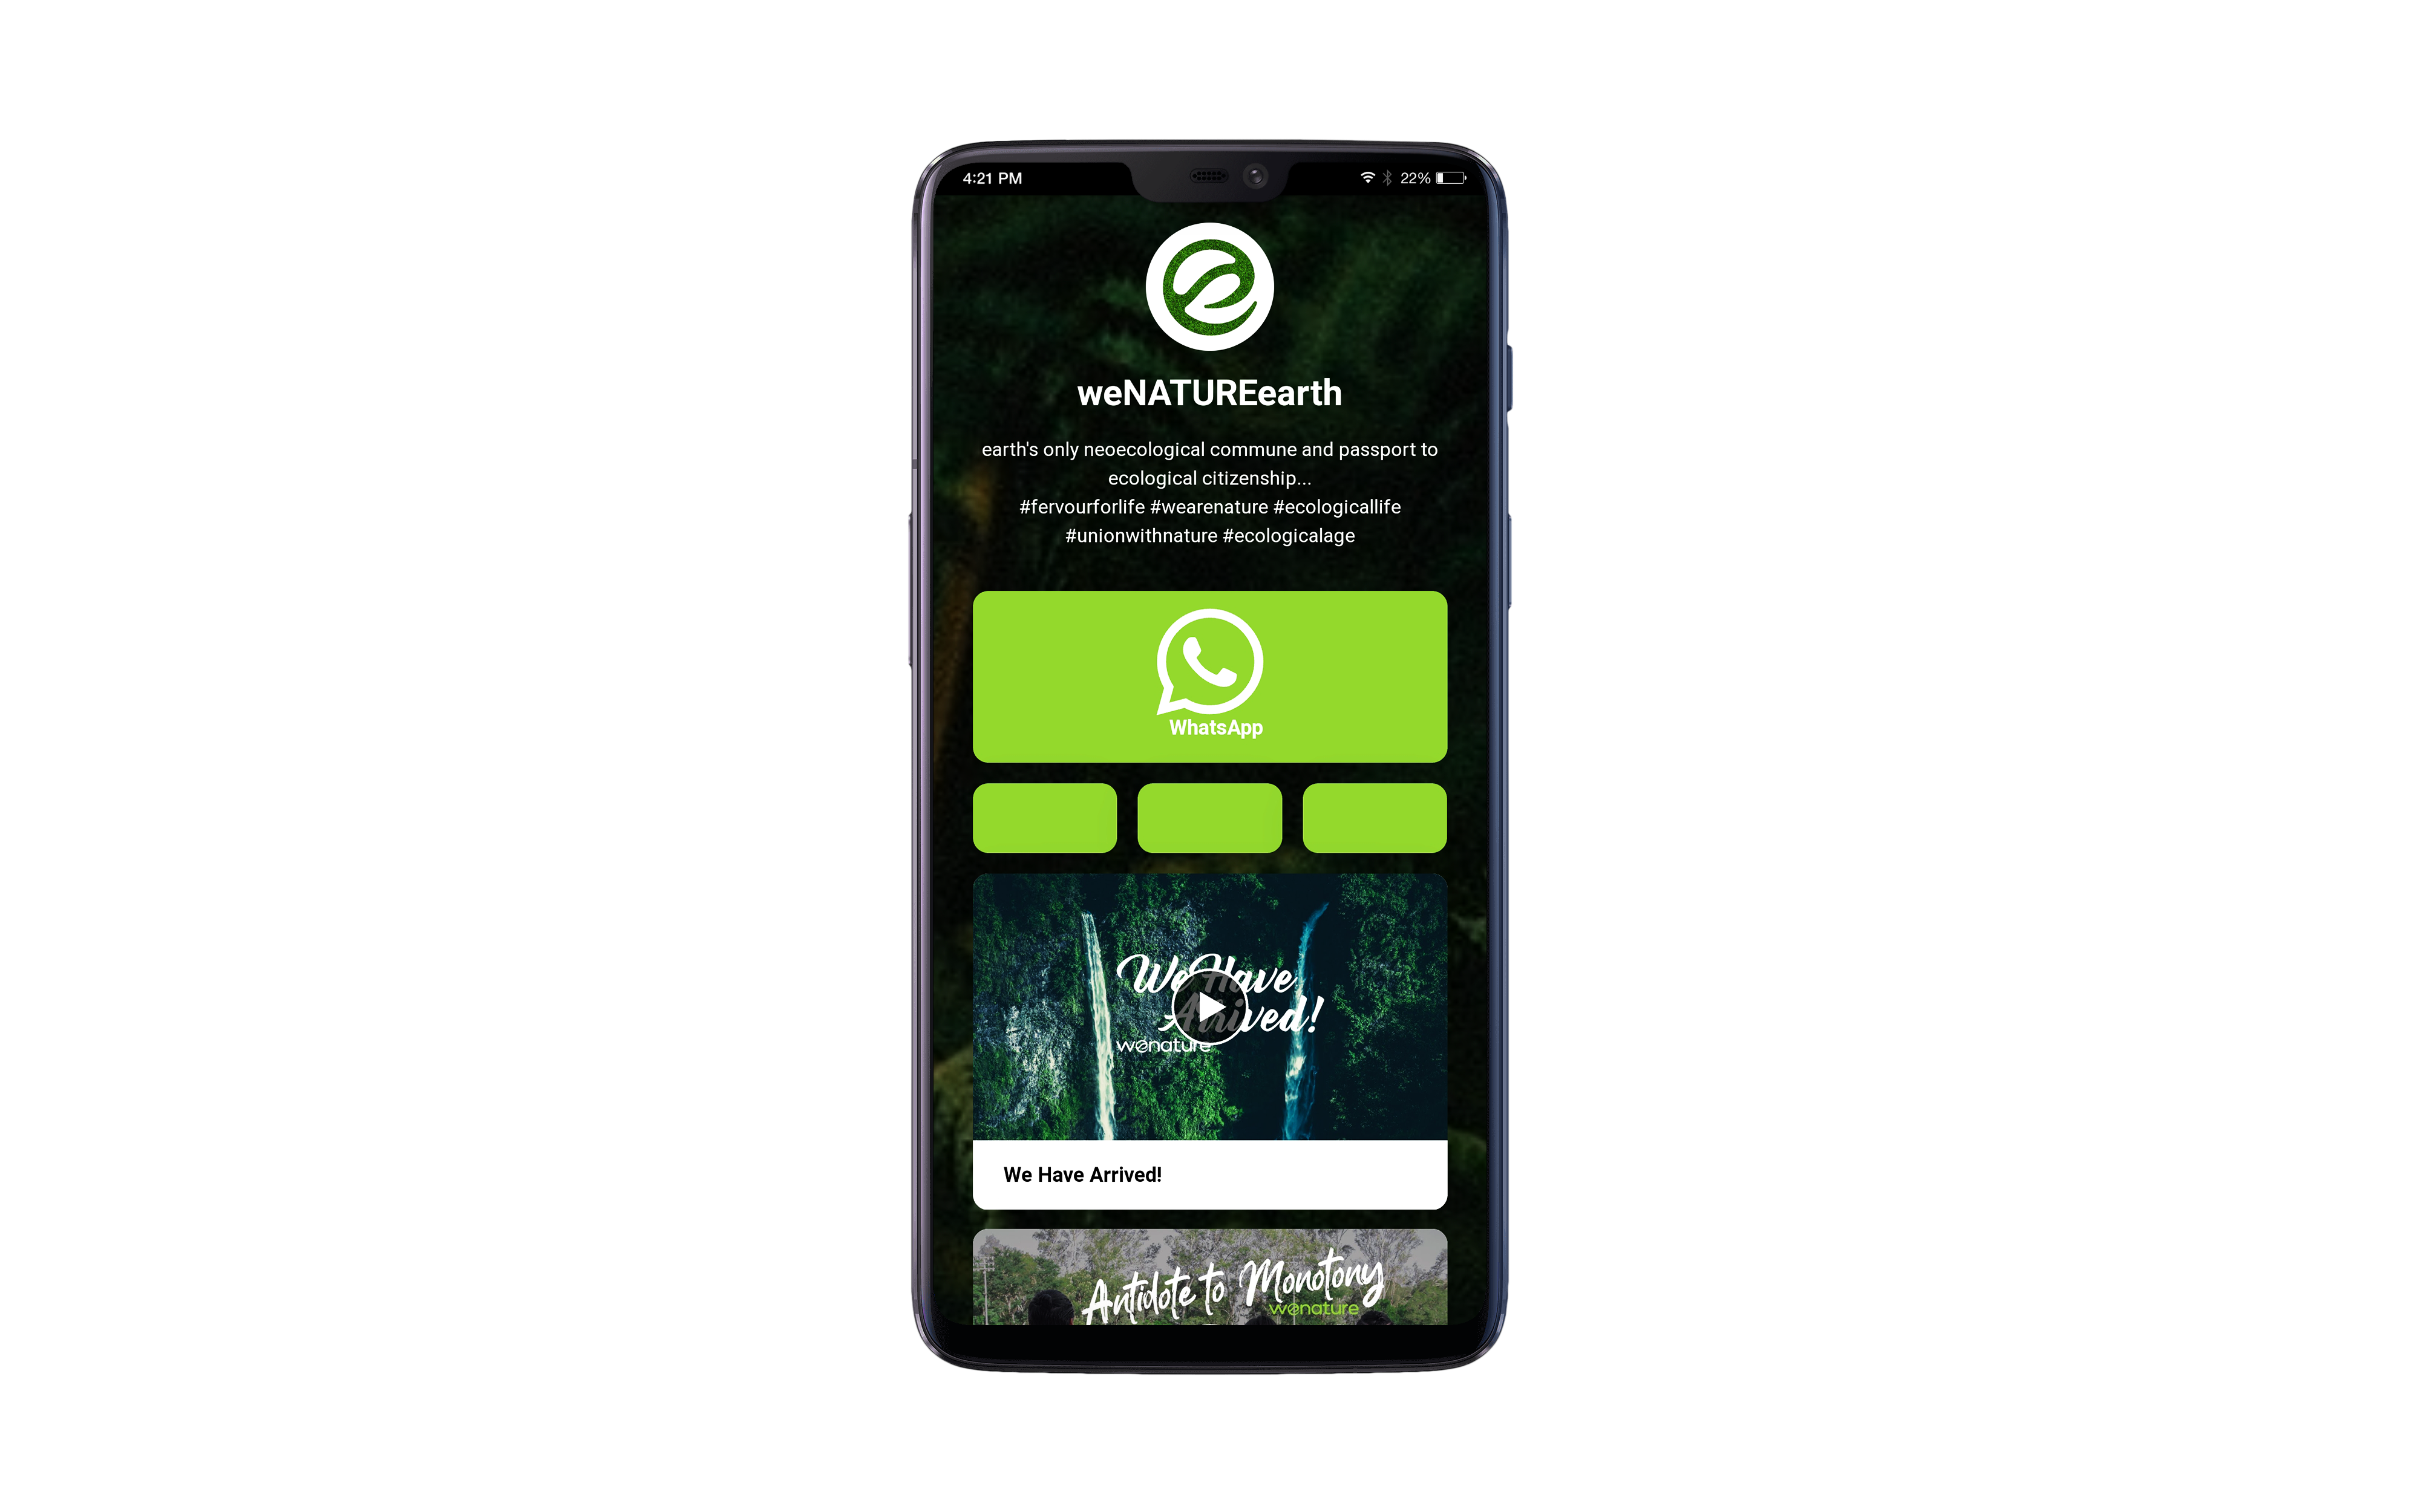 4:21 PM
22%
weNATUREearth
earth's only neoecological commune and passport to
ecological citizenship...
#fervourforlife #wearenature #ecologicallife
#unionwithnature #ecologicalage
WhatsApp
We Have
Arrived!
wenature
We Have Arrived!
Antidote to Monotony
wenature